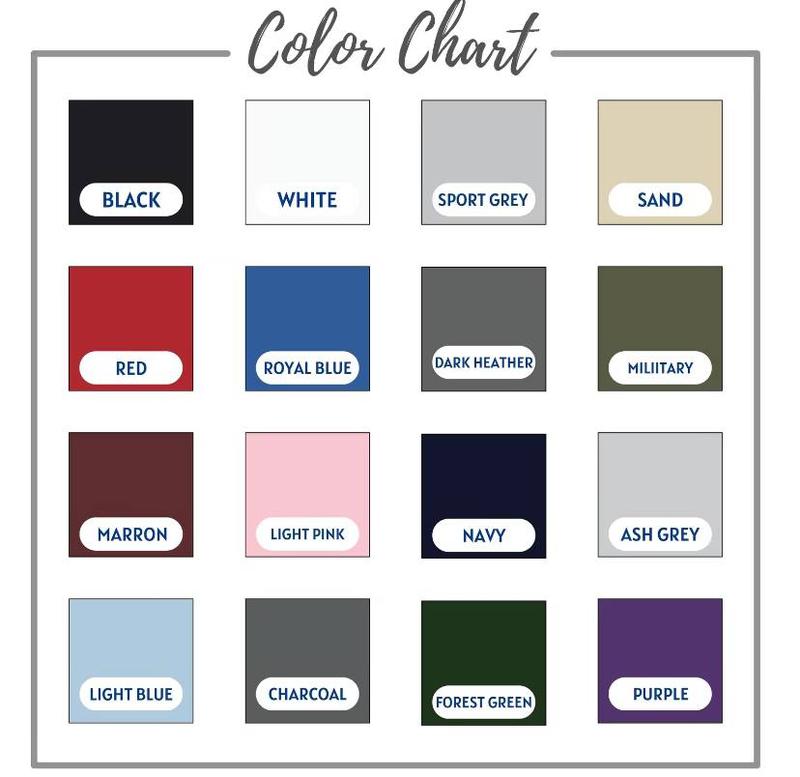 Color Chart
BLACK
WHITE
SPORT GREY
SAND
RED
ROYAL BLUE
DARK HEATHER
MILIITARY
MARRON
LIGHT PINK
NAVY
ASH GREY
LIGHT BLUE
CHARCOAL
FOREST GREEN
PURPLE